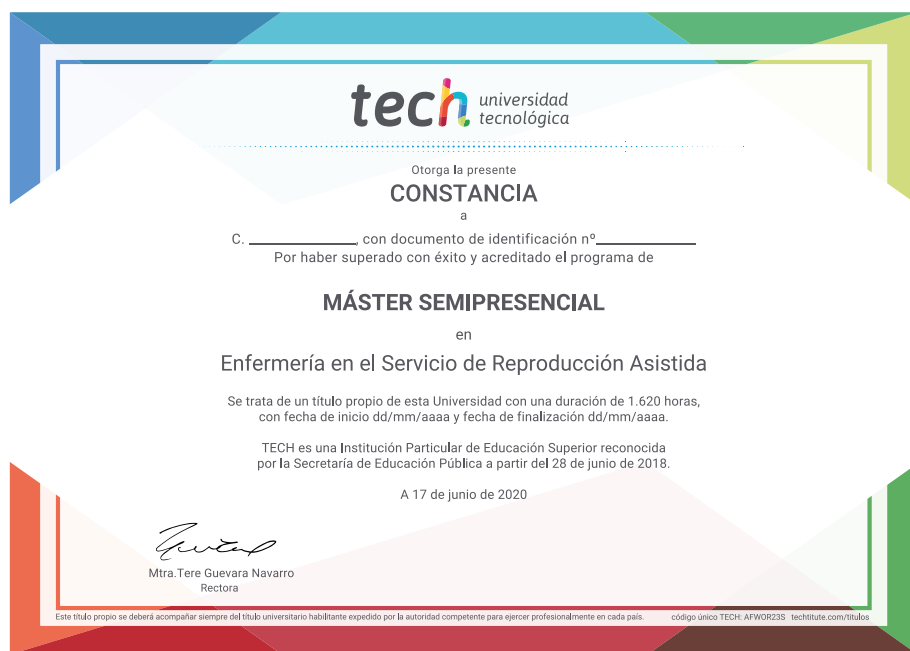 tech universidad
tecnológica
Otorga la presente
CONSTANCIA
a
C. ____________, con documento de identificación nº____________
Por haber superado con éxito y acreditado el programa de
MÁSTER SEMIPRESENCIAL
en
Enfermería en el Servicio de Reproducción Asistida
Se trata de un título propio de esta Universidad con una duración de 1.620 horas,
con fecha de inicio dd/mm/aaaa y fecha de finalización dd/mm/aaaa.
TECH es una Institución Particular de Educación Superior reconocida
por la Secretaría de Educación Pública a partir del 28 de junio de 2018.
A 17 de junio de 2020
Mtra.Tere Guevara Navarro
Rectora
Este título propio se deberá acompañar siempre del título universitario habilitante expedido por la autoridad competente para ejercer profesionalmente en cada país. código único TECH: AFWOR23S techtitute.com/titulos